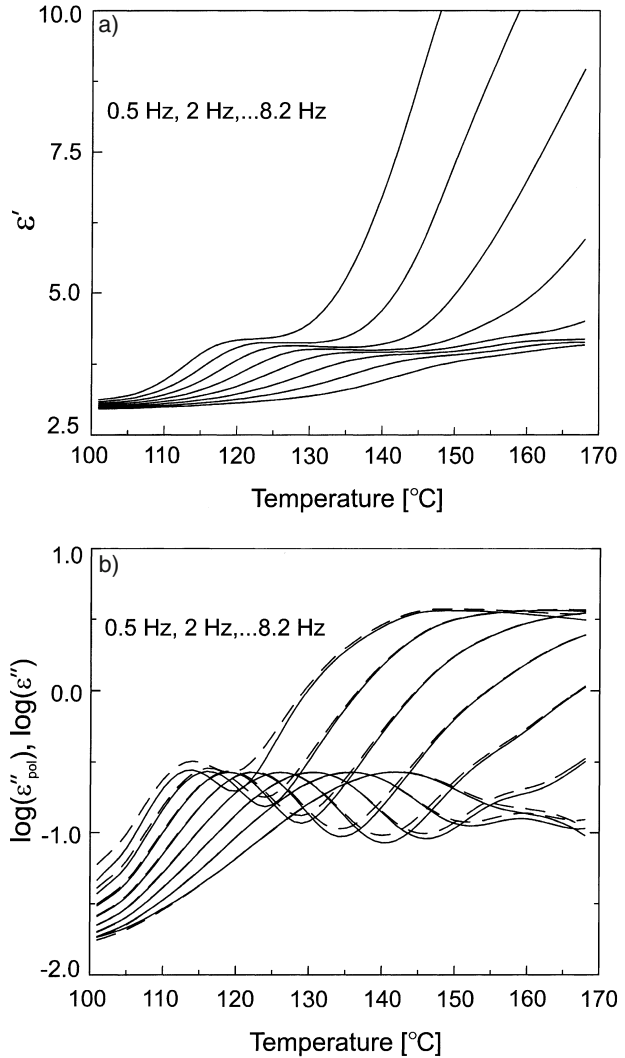 a)
10.0
7.5
5.0
2.5
ε′
0.5 Hz, 2 Hz,...8.2 Hz
100 110 120 130 140 150 160 170
Temperature [°C]
b)
1.0
0.0
-1.0
-2.0
log(ε″pol), log(ε″)
0.5 Hz, 2 Hz,...8.2 Hz
100 110 120 130 140 150 160 170
Temperature [°C]